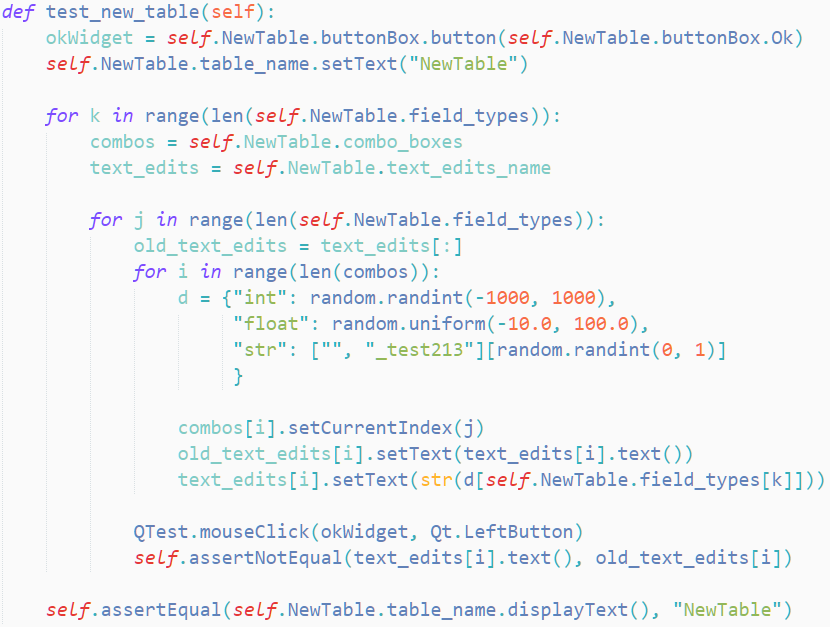 def test_new_table(self):
    okWidget = self.NewTable.buttonBox.button(self.NewTable.buttonBox.Ok)
    self.NewTable.table_name.setText("NewTable")

    for k in range(len(self.NewTable.field_types)):
        combos = self.NewTable.combo_boxes
        text_edits = self.NewTable.text_edits_name

        for j in range(len(self.NewTable.field_types)):
            old_text_edits = text_edits[:]
            for i in range(len(combos)):
                d = {"int": random.randint(-1000, 1000),
                     "float": random.uniform(-10.0, 100.0),
                     "str": ["", "_test213"][random.randint(0, 1)]
                     }

                combos[i].setCurrentIndex(j)
                old_text_edits[i].setText(text_edits[i].text())
                text_edits[i].setText(str(d[self.NewTable.field_types[k]]))

            QTest.mouseClick(okWidget, Qt.LeftButton)
            self.assertNotEqual(text_edits[i].text(), old_text_edits[i])

    self.assertEqual(self.NewTable.table_name.displayText(), "NewTable")